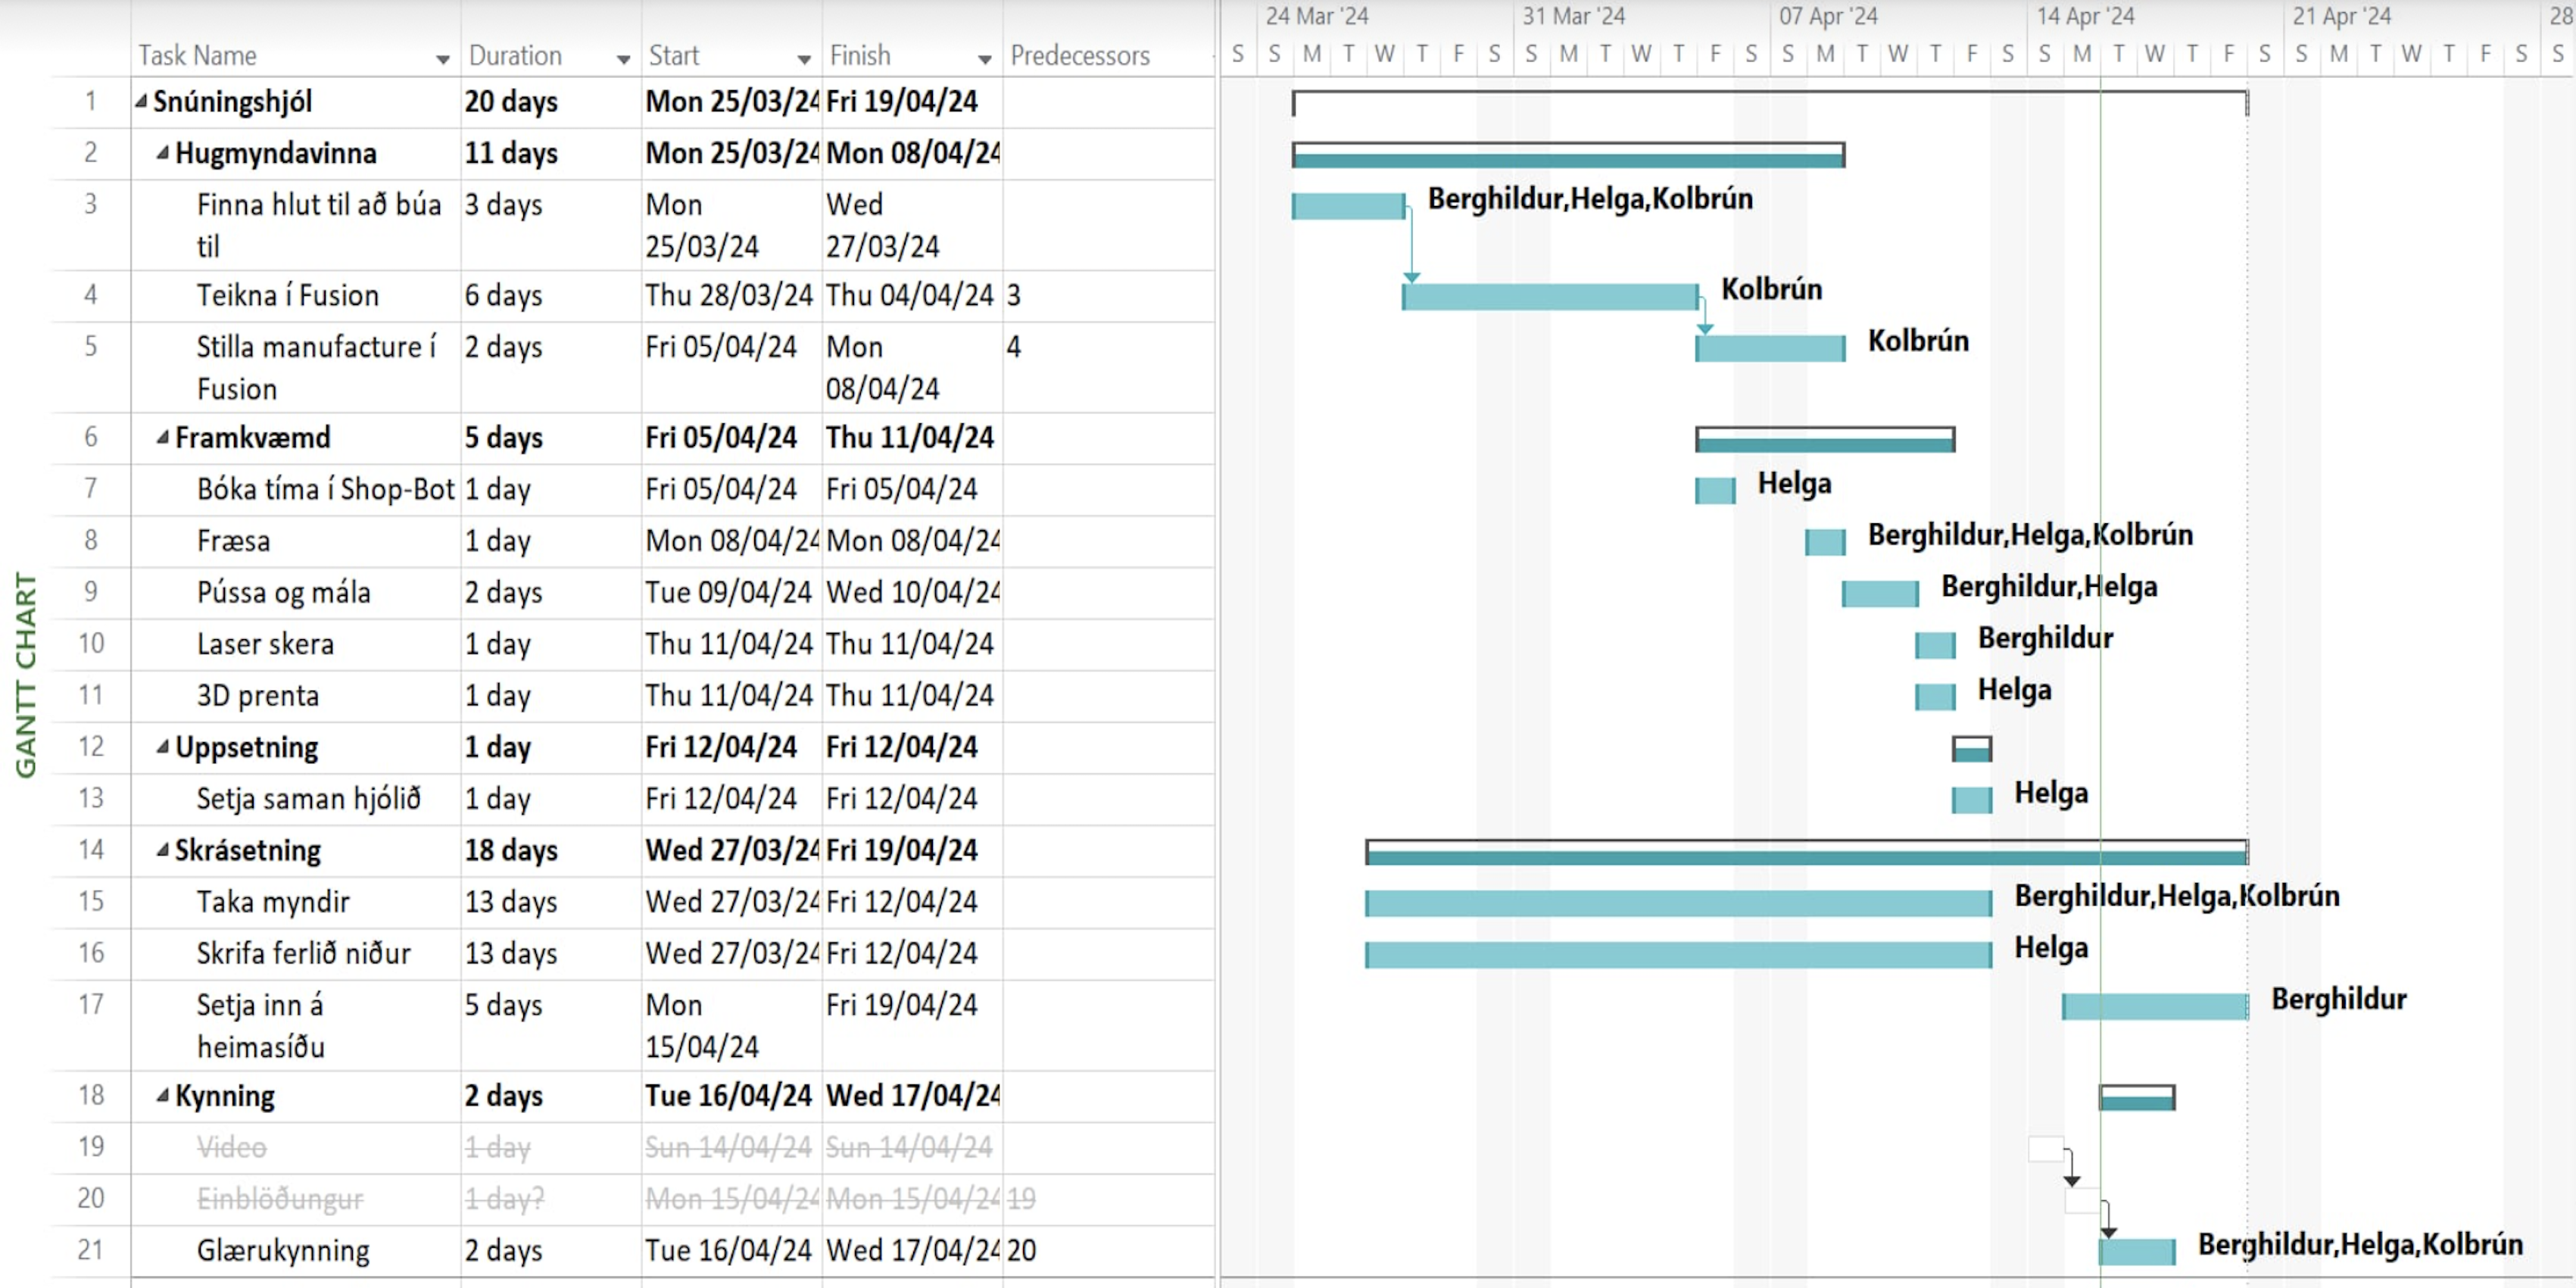 24 Mar '24 31 Mar '24 07 Apr '24 14 Apr '24 21 Apr '24 28
Task Name Duration Start Finish Predecessors S S M T W T F S S M T W T F S S M T W T F S S M T W T F S S M T W T F S S
1 Snúningshjól 20 days Mon 25/03/24 Fri 19/04/24
2 Hugmyndavinna 11 days Mon 25/03/24 Mon 08/04/24
3 Finna hlut til að búa 3 days Mon Wed Berghildur,Helga,Kolbrún
til 25/03/24 27/03/24
4 Teikna í Fusion 6 days Thu 28/03/24 Thu 04/04/24 3 Kolbrún
5 Stilla manufacture í 2 days Fri 05/04/24 Mon 4 Kolbrún
Fusion 08/04/24
6 Framkvæmd 5 days Fri 05/04/24 Thu 11/04/24
7 Bóka tíma í Shop-Bot 1 day Fri 05/04/24 Fri 05/04/24 Helga
8 Fræsa 1 day Mon 08/04/24 Mon 08/04/24 Berghildur,Helga,Kolbrún
9 Pússa og mála 2 days Tue 09/04/24 Wed 10/04/24 Berghildur,Helga
10 Laser skera 1 day Thu 11/04/24 Thu 11/04/24 Berghildur
11 3D prenta 1 day Thu 11/04/24 Thu 11/04/24 Helga
12 Uppsetning 1 day Fri 12/04/24 Fri 12/04/24
13 Setja saman hjólið 1 day Fri 12/04/24 Fri 12/04/24 Helga
14 Skrásetning 18 days Wed 27/03/24 Fri 19/04/24
15 Taka myndir 13 days Wed 27/03/24 Fri 12/04/24 Berghildur,Helga,Kolbrún
16 Skrifa ferlið niður 13 days Wed 27/03/24 Fri 12/04/24 Helga
17 Setja inn á 5 days Mon Fri 19/04/24 Berghildur
heimasíðu 15/04/24
18 Kynning 2 days Tue 16/04/24 Wed 17/04/24
19 Video 1 day Sun 14/04/24 Sun 14/04/24
20 Einblöðungur 1 day? Mon 15/04/24 Mon 15/04/24 19
21 Glærukynning 2 days Tue 16/04/24 Wed 17/04/24 20 Berghildur,Helga,Kolbrún
GANTT CHART